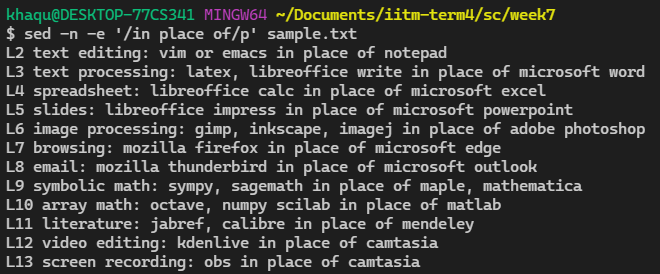 khaqu@DESKTOP-77CS341 MINGW64 ~/Documents/iitm-term4/sc/week7
$ sed -n -e '/in place of/p' sample.txt
L2 text editing: vim or emacs in place of notepad
L3 text processing: latex, libreoffice write in place of microsoft word
L4 spreadsheet: libreoffice calc in place of microsoft excel
L5 slides: libreoffice impress in place of microsoft powerpoint
L6 image processing: gimp, inkscape, imagej in place of adobe photoshop
L7 browsing: mozilla firefox in place of microsoft edge
L8 email: mozilla thunderbird in place of microsoft outlook
L9 symbolic math: sympy, sagemath in place of maple, mathematica
L10 array math: octave, numpy scilab in place of matlab
L11 literature: jabref, calibre in place of mendeley
L12 video editing: kdenlive in place of camtasia
L13 screen recording: obs in place of camtasia